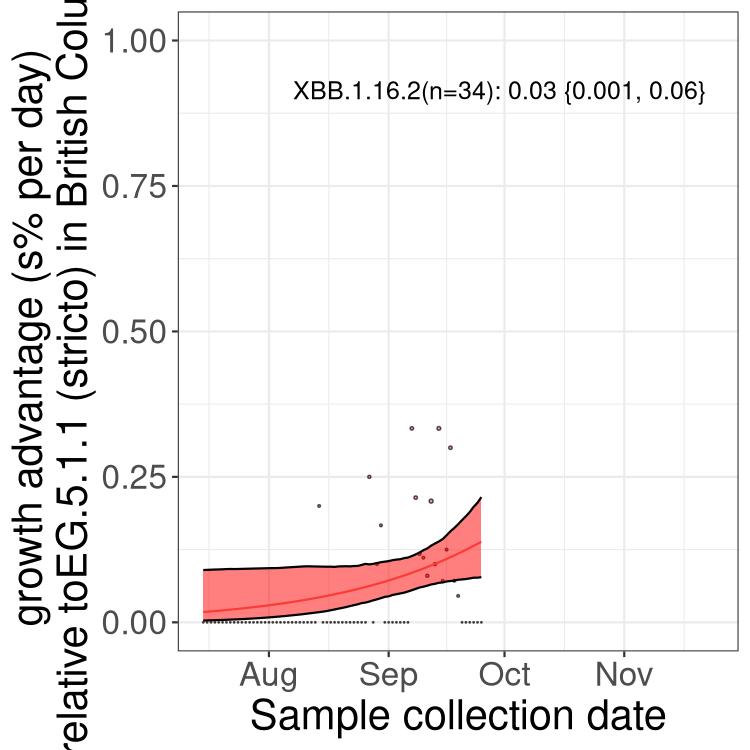 growth advantage (s% per day)
relative toEG.5.1.1 (stricto) in British Colu
1.00
0.75
0.50
0.25
0.00
XBB.1.16.2(n=34): 0.03 {0.001, 0.06}
Aug Sep Oct Nov
Sample collection date